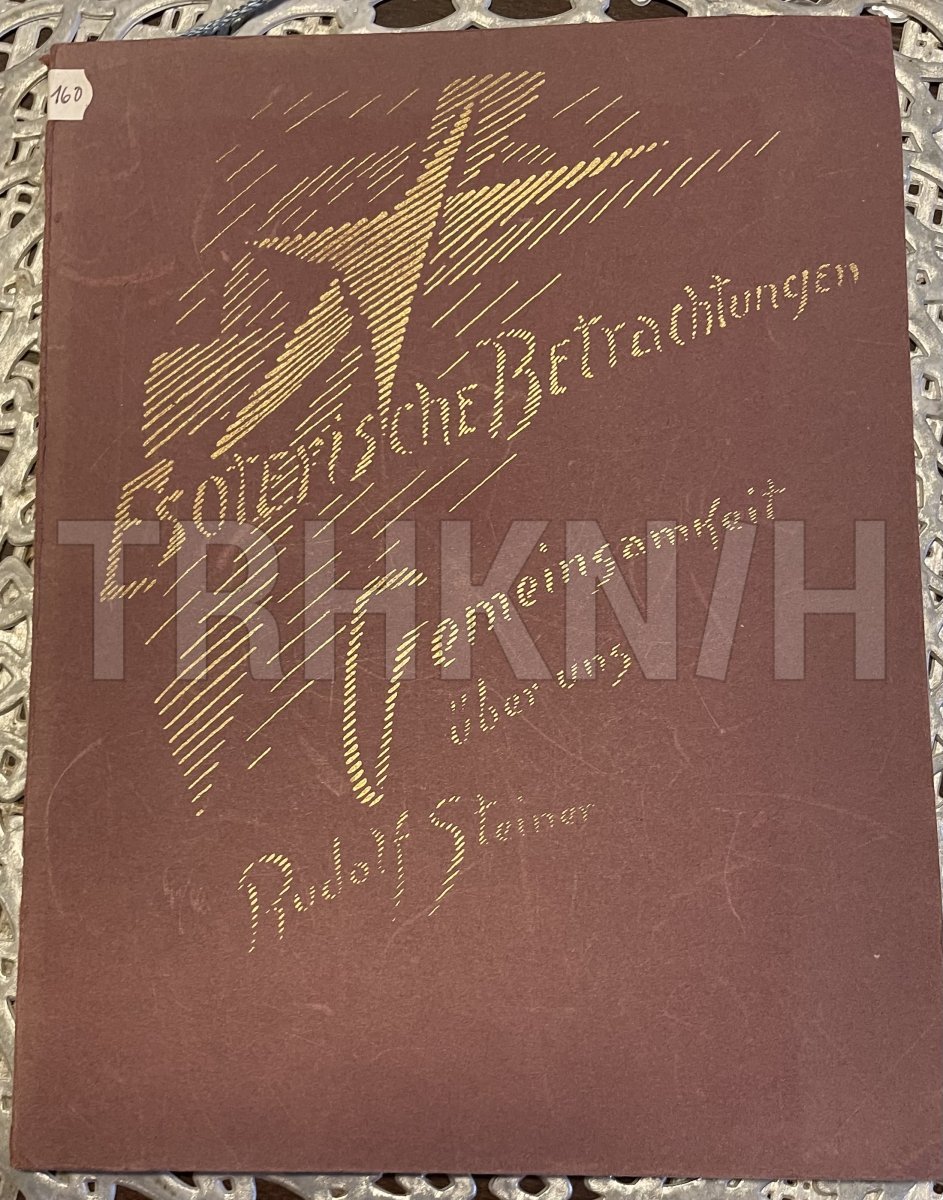 160
Esoterische Betrachtungen
Gemeinsamkeit
über uns
Rudolf Steiner
TRHKN/H